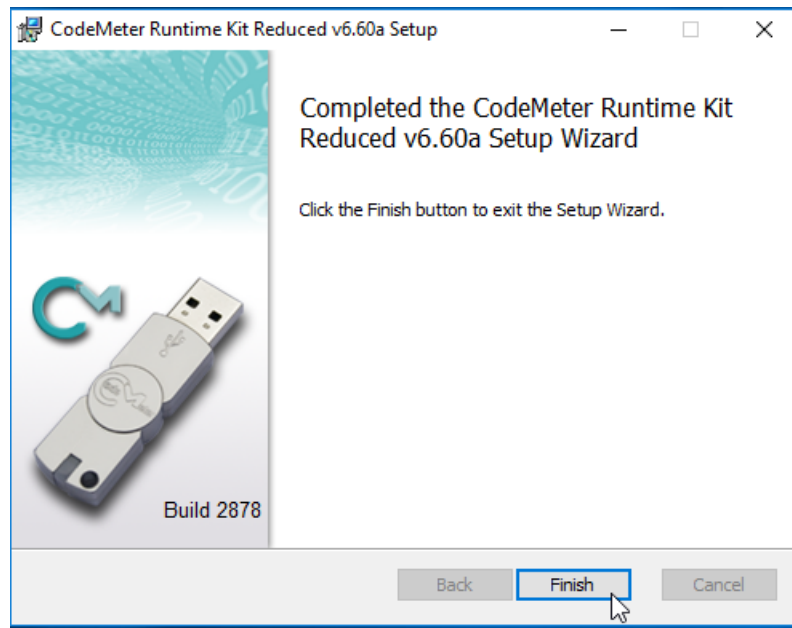 CodeMeter Runtime Kit Reduced v6.60a Setup
Completed the CodeMeter Runtime Kit
Reduced v6.60a Setup Wizard
Click the Finish button to exit the Setup Wizard.
Build 2878
Back
Finish
Cancel